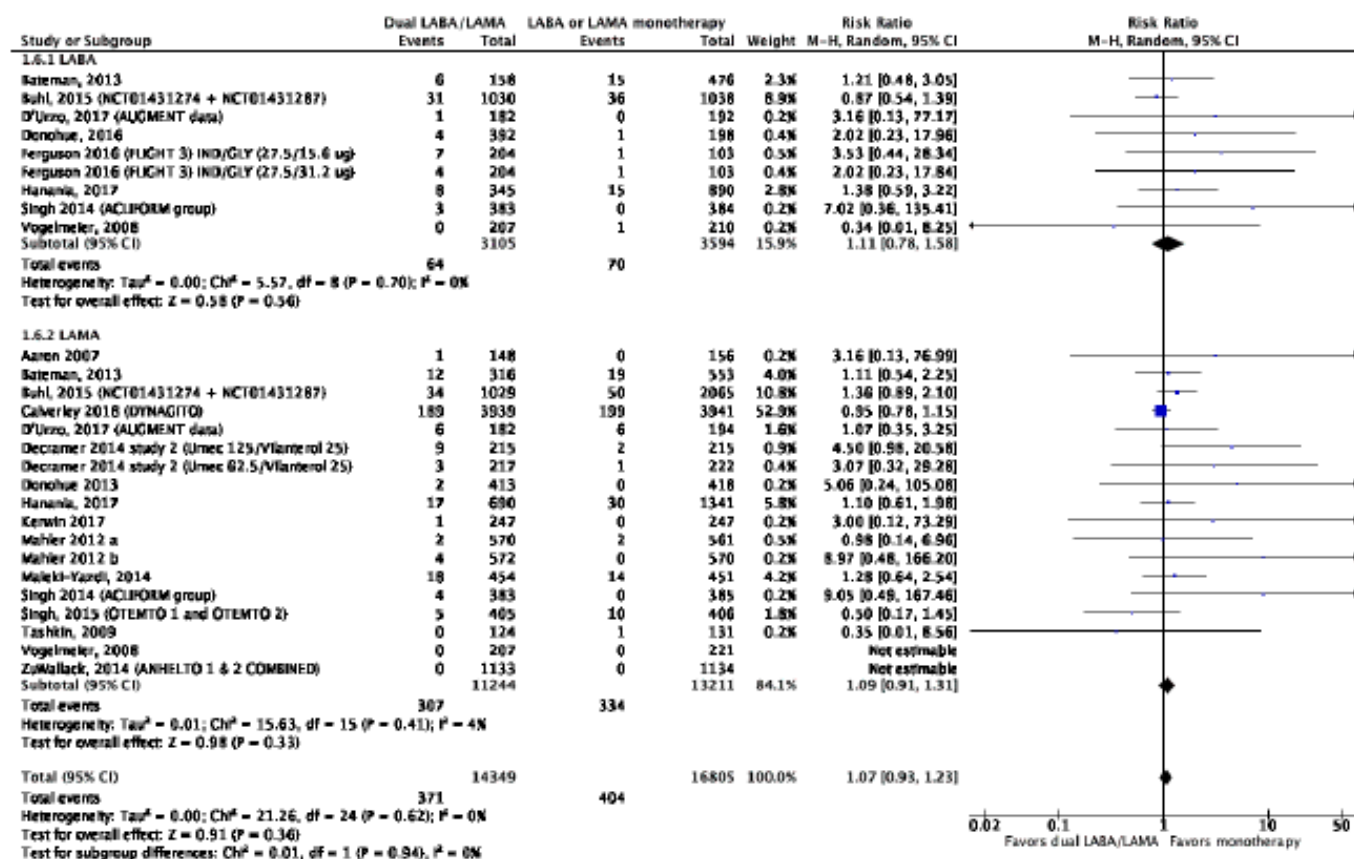 Dual LABA/LAMA LABA or LAMA monotherapy Risk Ratio Risk Ratio
Study or Subgroup Events Total Events Total Weight M-H, Random, 95% CI M-H, Random, 95% CI
1.6.1 LABA
Bateman, 2013 6 158 15 476 2.3% 1.21 [0.48, 3.05]
Buhl, 2015 (NCT01431274 + NCT01431287) 31 1030 36 1038 8.9% 0.87 [0.54, 1.39]
D'Urzo, 2017 (AUGMENT data) 1 182 0 192 0.2% 3.16 [0.13, 77.17]
Donohue, 2016 4 392 1 198 0.4% 2.02 [0.23, 17.96]
Ferguson 2016 (FLIGHT 3) IND/GLY (27.5/15.6 ug) 7 204 1 103 0.5% 3.53 [0.44, 28.34]
Ferguson 2016 (FLIGHT 3) IND/GLY (27.5/31.2 ug) 4 204 1 103 0.4% 2.02 [0.23, 17.84]
Hanania, 2017 8 345 15 890 2.8% 1.38 [0.59, 3.22]
Singh 2014 (ACLIFORM group) 3 383 0 384 0.2% 7.02 [0.36, 135.41]
Vogelmeier, 2008 0 207 1 210 0.2% 0.34 [0.01, 8.25]
Subtotal (95% CI) 3105 3594 15.9% 1.11 [0.78, 1.58]
Total events 64 70
Heterogeneity: Tau² = 0.00; Chi² = 5.57, df = 8 (P = 0.70); I² = 0%
Test for overall effect: Z = 0.58 (P = 0.56)
1.6.2 LAMA
Aaron 2007 1 148 0 156 0.2% 3.16 [0.13, 76.99]
Bateman, 2013 12 316 19 553 4.0% 1.11 [0.54, 2.25]
Buhl, 2015 (NCT01431274 + NCT01431287) 34 1029 50 2065 10.8% 1.36 [0.89, 2.10]
Calverley 2018 (DYNAGITO) 189 3939 199 3941 52.9% 0.95 [0.78, 1.15]
D'Urzo, 2017 (AUGMENT data) 6 182 6 194 1.6% 1.07 [0.35, 3.25]
Decramer 2014 study 2 (Umec 125/Vilanterol 25) 9 215 2 215 0.9% 4.50 [0.98, 20.58]
Decramer 2014 study 2 (Umec 62.5/Vilanterol 25) 3 217 1 222 0.4% 3.07 [0.32, 29.28]
Donohue 2013 2 413 0 418 0.2% 5.06 [0.24, 105.08]
Hanania, 2017 17 690 30 1341 5.8% 1.10 [0.61, 1.98]
Kerwin 2017 1 247 0 247 0.2% 3.00 [0.12, 73.29]
Mahler 2012 a 2 570 2 561 0.5% 0.98 [0.14, 6.96]
Mahler 2012 b 4 572 0 570 0.2% 8.97 [0.48, 166.20]
Maleki-Yazdi, 2014 18 454 14 451 4.2% 1.28 [0.64, 2.54]
Singh 2014 (ACLIFORM group) 4 383 0 385 0.2% 9.05 [0.49, 167.46]
Singh, 2015 (OTEMTO 1 and OTEMTO 2) 5 405 10 406 1.8% 0.50 [0.17, 1.45]
Tashkin, 2009 0 124 1 131 0.2% 0.35 [0.01, 8.56]
Vogelmeier, 2008 0 207 0 221 Not estimable
ZuWallack, 2014 (ANHELTO 1 & 2 COMBINED) 0 1133 0 1134 Not estimable
Subtotal (95% CI) 11244 13211 84.1% 1.09 [0.91, 1.31]
Total events 307 334
Heterogeneity: Tau² = 0.01; Chi² = 15.63, df = 15 (P = 0.41); I² = 4%
Test for overall effect: Z = 0.98 (P = 0.33)
Total (95% CI) 14349 16805 100.0% 1.07 [0.93, 1.23]
Total events 371 404
Heterogeneity: Tau² = 0.00; Chi² = 21.26, df = 24 (P = 0.62); I² = 0%
Test for overall effect: Z = 0.91 (P = 0.36)
Test for subgroup differences: Chi² = 0.01, df = 1 (P = 0.94), I² = 0%
0.02 0.1 1 10 50
Favors dual LABA/LAMA Favors monotherapy